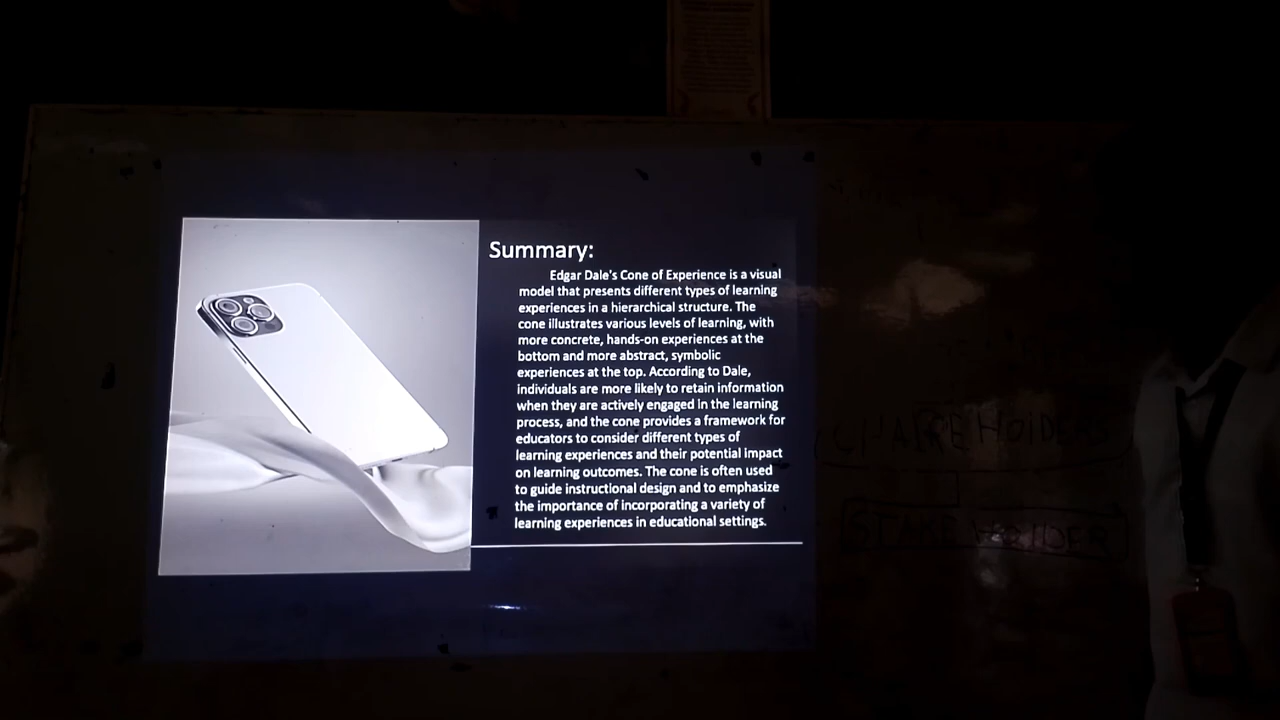 Summary:
Edgar Dale's Cone of Experience is a visual
model that presents different types of learning
experiences in a hierarchical structure. The
cone illustrates various levels of learning, with
more concrete, hands-on experiences at the
bottom and more abstract, symbolic
experiences at the top. According to Dale,
individuals are more likely to retain information
when they are actively engaged in the learning
process, and the cone provides a framework for
educators to consider different types of
learning experiences and their potential impact
on learning outcomes. The cone is often used
to guide instructional design and to emphasize
the importance of incorporating a variety of
learning experiences in educational settings.
STAKEHOLDER